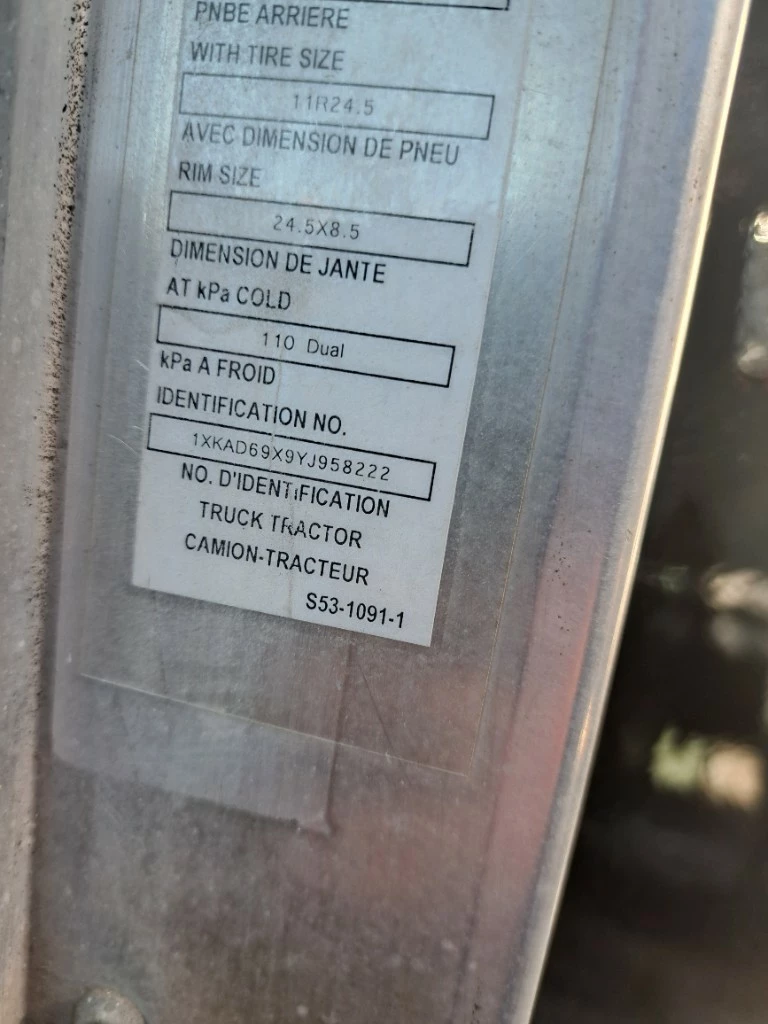 PNBE ARRIERE
WITH TIRE SIZE
11R24.5
AVEC DIMENSION DE PNEU
RIM SIZE
24.5X8.5
DIMENSION DE JANTE
AT kPa COLD
110 Dual
kPa A FROID
IDENTIFICATION NO.
1XKAD69X9YJ958222
NO. D'IDENTIFICATION
TRUCK TRACTOR
CAMION-TRACTEUR
S53-1091-1